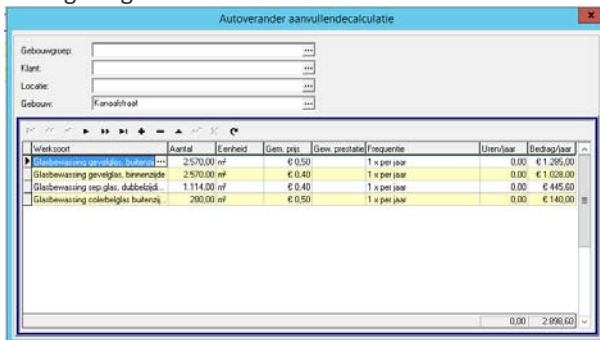 Autoverander aanvullendecalculatie
Gebouwgroep:
Klant:
Locatie:
Gebouw: Kanaalstraat
Werksoort Aantal Eenheid Gem. prijs Gew. prestatie Frequentie Uren/jaar Bedrag/jaar
Glasbewassing gevelglas, buitenzi ... 2.570,00 m² € 0,50 1 x per jaar 0,00 € 1.285,00
Glasbewassing gevelglas, binnenzijde 2.570,00 m² € 0,40 1 x per jaar 0,00 € 1.028,00
Glasbewassing sep.glas, dubbelzijdi... 1.114,00 m² € 0,40 1 x per jaar 0,00 € 445,60
Glasbewassing buitenzij... 280,00 m² € 0,50 1 x per jaar 0,00 € 140,00
0,00 2.898,60